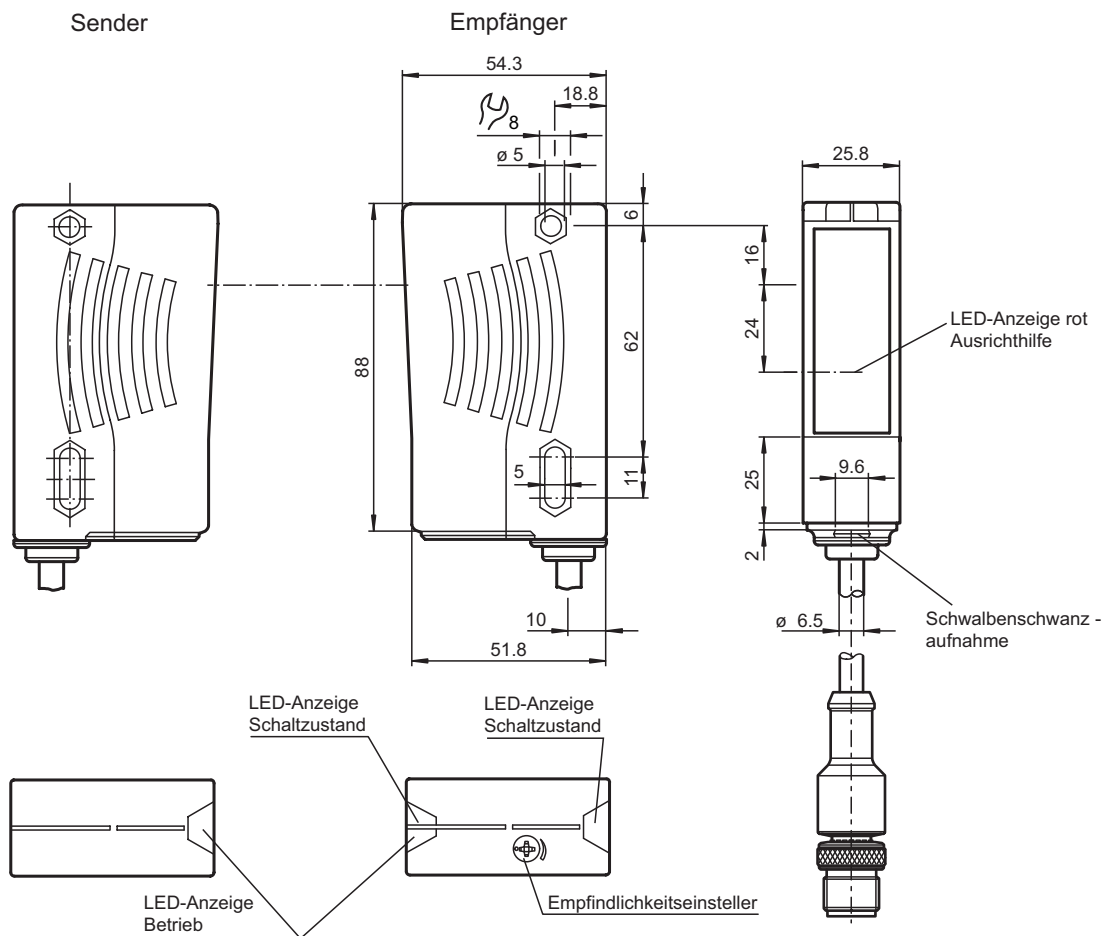 Sender
Empfänger
54.3
18.8
8
ø 5
25.8
6
16
24
LED-Anzeige rot
Ausrichthilfe
88
62
5
11
25
9.6
2
ø 6.5
Schwalbenschwanz -
aufnahme
10
51.8
LED-Anzeige
Schaltzustand
LED-Anzeige
Schaltzustand
LED-Anzeige
Betrieb
Empfindlichkeitseinsteller